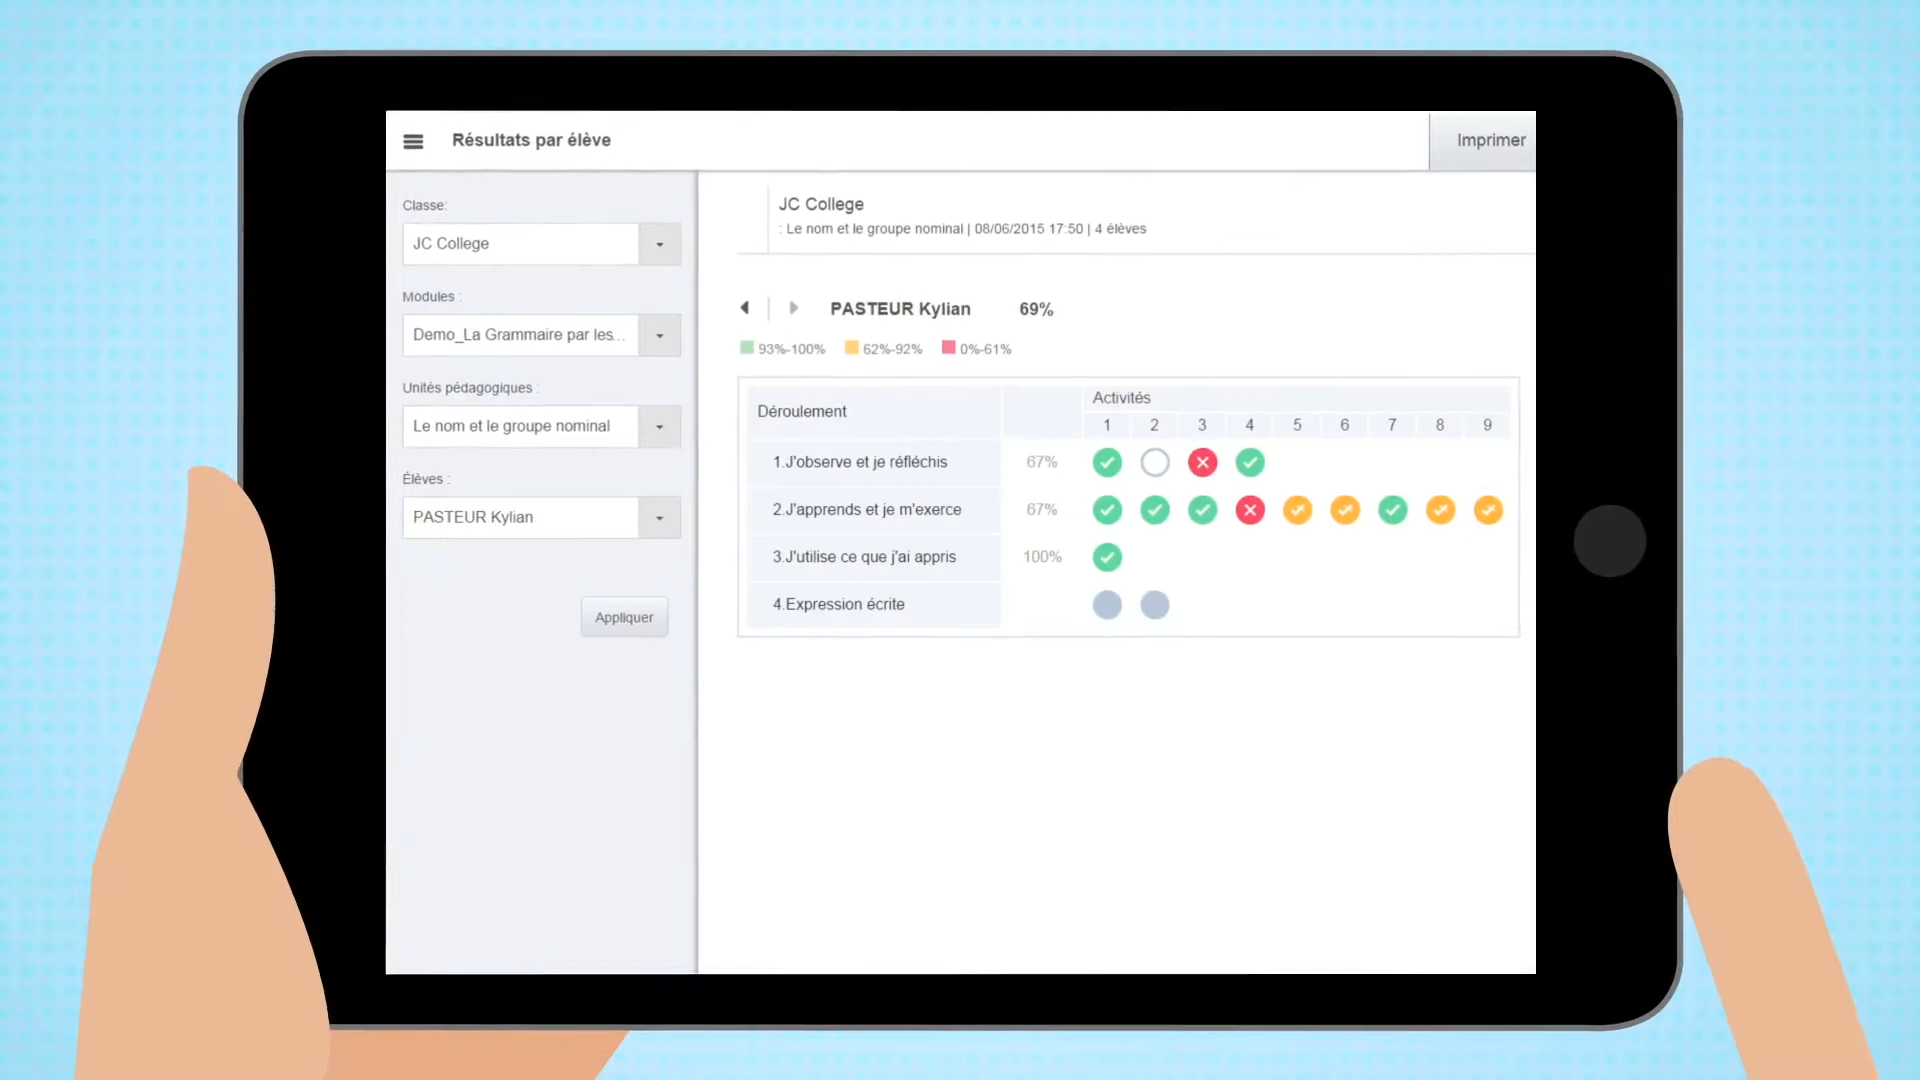 Résultats par élève
Imprimer
Classe:
JC College
Modules :
Demo_La Grammaire par les...
Unités pédagogiques :
Le nom et le groupe nominal
Élèves :
PASTEUR Kylian
Appliquer
JC College
: Le nom et le groupe nominal | 08/06/2015 17:50 | 4 élèves
PASTEUR Kylian 69%
93%-100% 62%-92% 0%-61%
Déroulement Activités
1 2 3 4 5 6 7 8 9
1.J'observe et je réfléchis 67%
2.J'apprends et je m'exerce 67%
3.J'utilise ce que j'ai appris 100%
4.Expression écrite